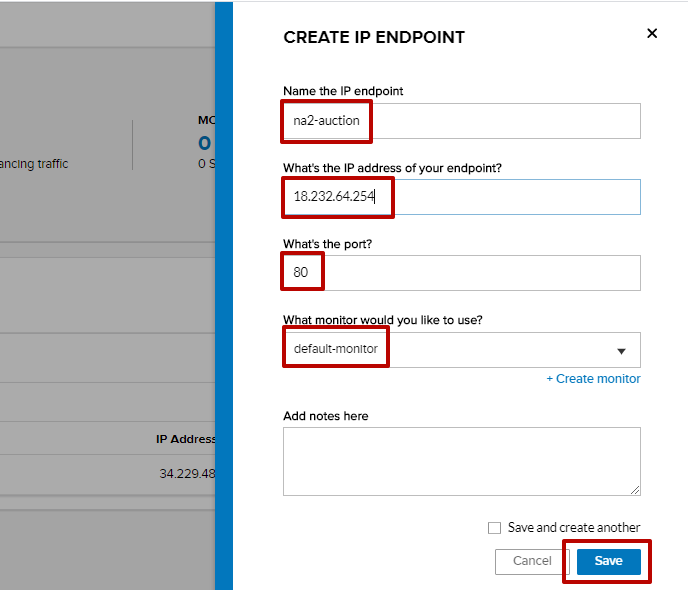 CREATE IP ENDPOINT
Name the IP endpoint
na2-auction
What's the IP address of your endpoint?
18.232.64.254
What's the port?
80
What monitor would you like to use?
default-monitor
+ Create monitor
Add notes here
Save and create another
Cancel
Save
MO
0
ancing traffic
0 S
IP Address
34.229.48